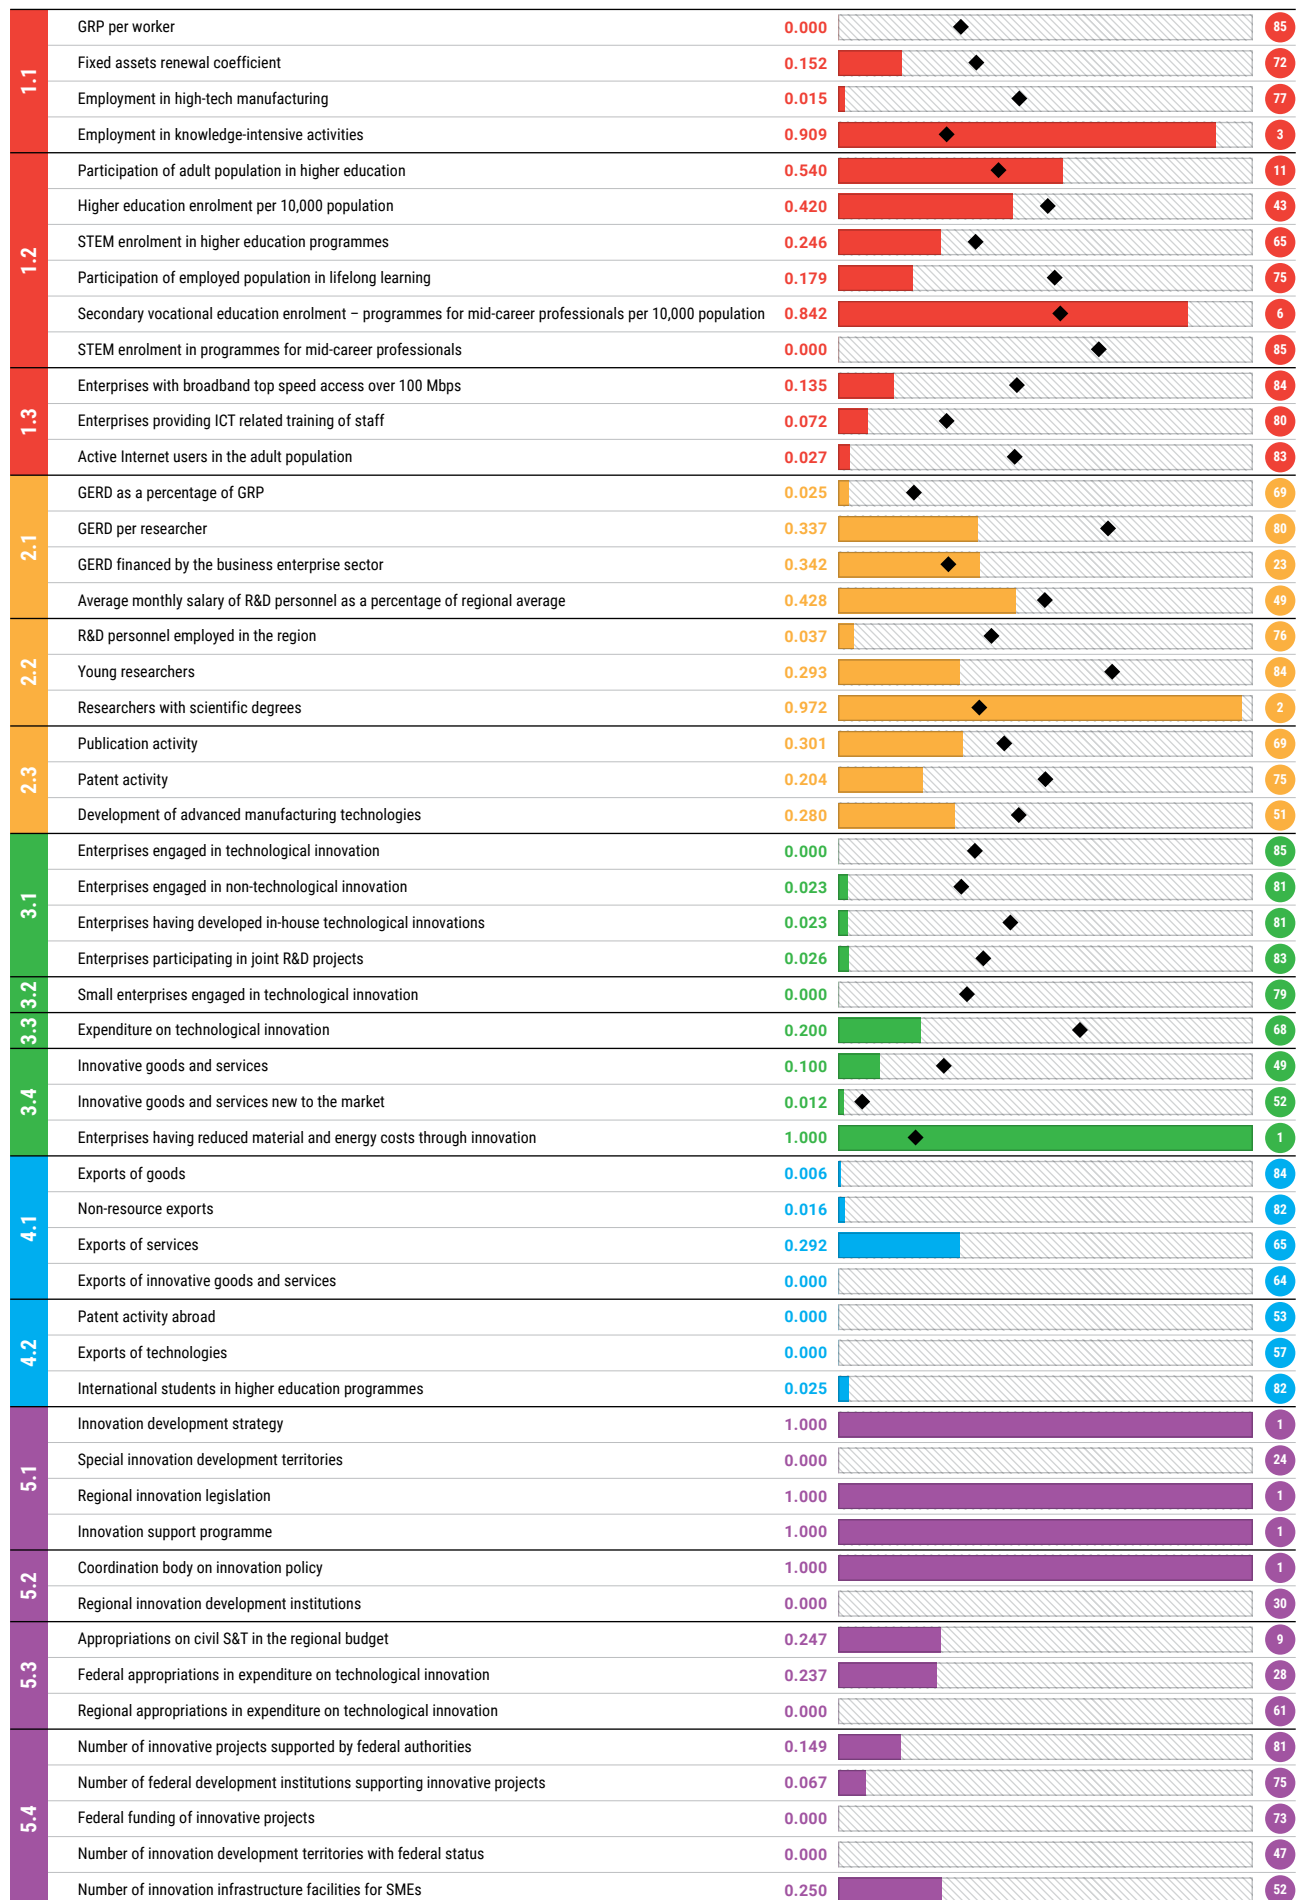 1.1
GRP per worker 0.000 85
Fixed assets renewal coefficient 0.152 72
Employment in high-tech manufacturing 0.015 77
Employment in knowledge-intensive activities 0.909 3
1.2
Participation of adult population in higher education 0.540 11
Higher education enrolment per 10,000 population 0.420 43
STEM enrolment in higher education programmes 0.246 65
Participation of employed population in lifelong learning 0.179 75
Secondary vocational education enrolment – programmes for mid-career professionals per 10,000 population 0.842 6
STEM enrolment in programmes for mid-career professionals 0.000 85
1.3
Enterprises with broadband top speed access over 100 Mbps 0.135 84
Enterprises providing ICT related training of staff 0.072 80
Active Internet users in the adult population 0.027 83
2.1
GERD as a percentage of GRP 0.025 69
GERD per researcher 0.337 80
GERD financed by the business enterprise sector 0.342 23
Average monthly salary of R&D personnel as a percentage of regional average 0.428 49
2.2
R&D personnel employed in the region 0.037 76
Young researchers 0.293 84
Researchers with scientific degrees 0.972 2
2.3
Publication activity 0.301 69
Patent activity 0.204 75
Development of advanced manufacturing technologies 0.280 51
3.1
Enterprises engaged in technological innovation 0.000 85
Enterprises engaged in non-technological innovation 0.023 81
Enterprises having developed in-house technological innovations 0.023 81
Enterprises participating in joint R&D projects 0.026 83
3.2
Small enterprises engaged in technological innovation 0.000 79
3.3
Expenditure on technological innovation 0.200 68
3.4
Innovative goods and services 0.100 49
Innovative goods and services new to the market 0.012 52
Enterprises having reduced material and energy costs through innovation 1.000 1
4.1
Exports of goods 0.006 84
Non-resource exports 0.016 82
Exports of services 0.292 65
Exports of innovative goods and services 0.000 64
4.2
Patent activity abroad 0.000 53
Exports of technologies 0.000 57
International students in higher education programmes 0.025 82
5.1
Innovation development strategy 1.000 1
Special innovation development territories 0.000 24
Regional innovation legislation 1.000 1
Innovation support programme 1.000 1
5.2
Coordination body on innovation policy 1.000 1
Regional innovation development institutions 0.000 30
5.3
Appropriations on civil S&T in the regional budget 0.247 9
Federal appropriations in expenditure on technological innovation 0.237 28
Regional appropriations in expenditure on technological innovation 0.000 61
5.4
Number of innovative projects supported by federal authorities 0.149 81
Number of federal development institutions supporting innovative projects 0.067 75
Federal funding of innovative projects 0.000 73
Number of innovation development territories with federal status 0.000 47
Number of innovation infrastructure facilities for SMEs 0.250 52